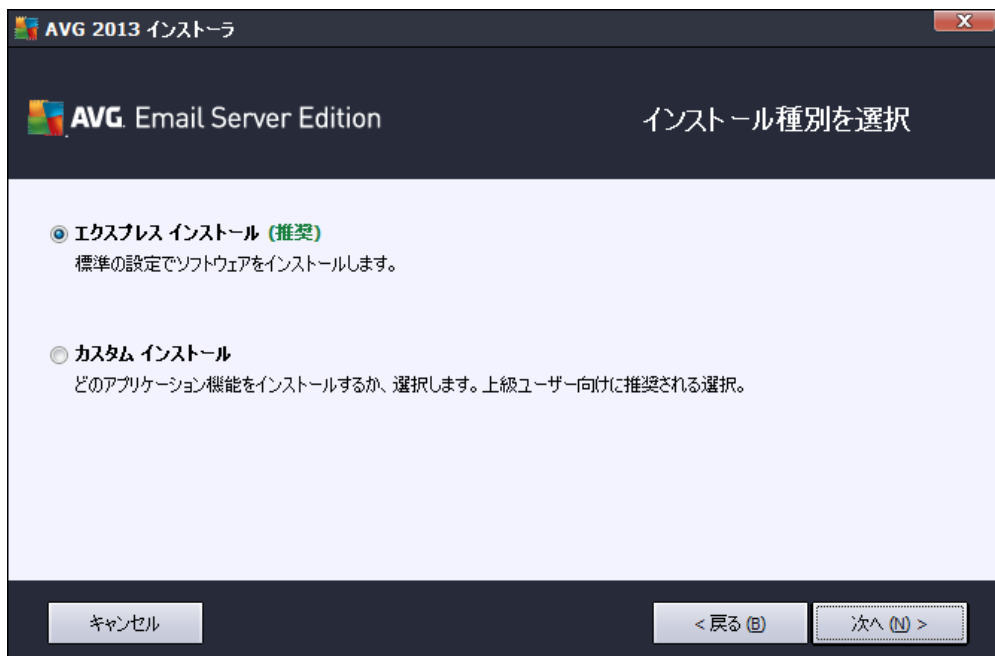 AVG 2013 インストーラ
X
AVG. Email Server Edition
インストール種別を選択
エクスプレス インストール (推奨)
標準の設定でソフトウェアをインストールします。
カスタム インストール
どのアプリケーション機能をインストールするか、選択します。上級ユーザー向けに推奨される選択。
キャンセル
< 戻る (B)
次へ (N) >